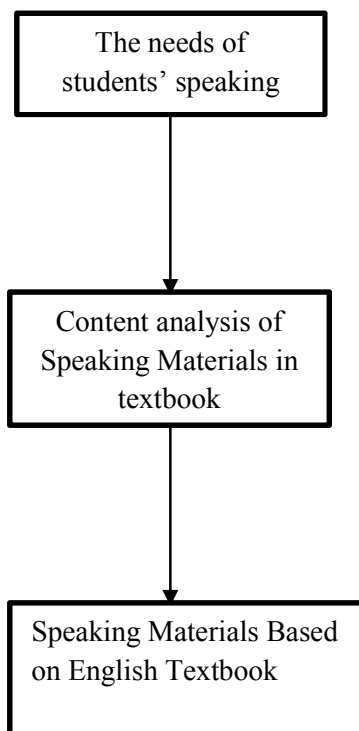 The needs of
students’ speaking
Content analysis of
Speaking Materials in
textbook
Speaking Materials Based
on English Textbook